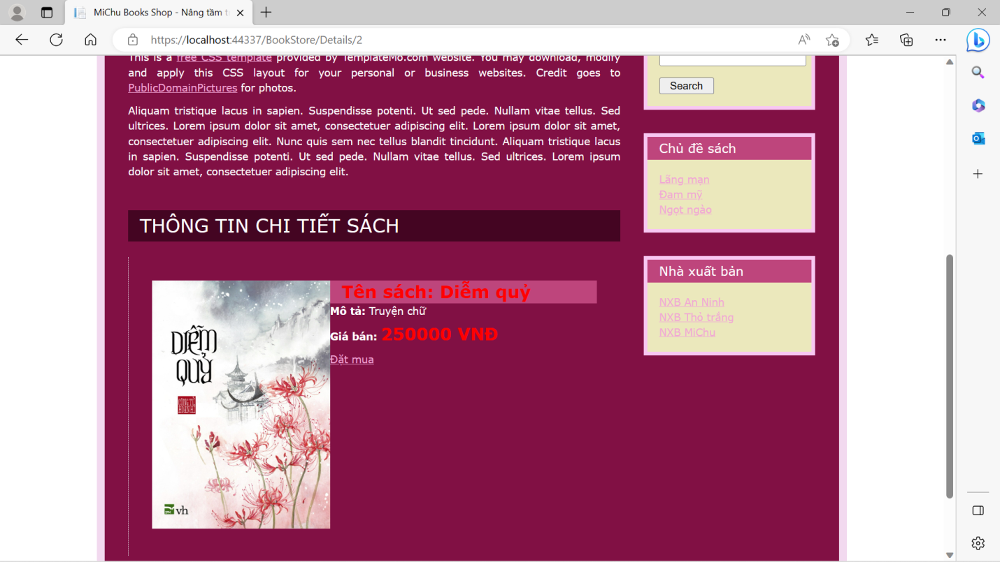 MiChu Books Shop - Nâng tầm t
https://localhost:44337/BookStore/Details/2
This is a free CSS template provided by TemplateMo.com website. You may download, modify
and apply this CSS layout for your personal or business websites. Credit goes to
PublicDomainPictures for photos.
Aliquam tristique lacus in sapien. Suspendisse potenti. Ut sed pede. Nullam vitae tellus. Sed
ultrices. Lorem ipsum dolor sit amet, consectetuer adipiscing elit. Lorem ipsum dolor sit amet,
consectetuer adipiscing elit. Nunc quis sem nec tellus blandit tincidunt. Aliquam tristique lacus
in sapien. Suspendisse potenti. Ut sed pede. Nullam vitae tellus. Sed ultrices. Lorem ipsum
dolor sit amet, consectetuer adipiscing elit.
THÔNG TIN CHI TIẾT SÁCH
DIỄM
QUỶ
vh
Tên sách: Diễm quỷ
Mô tả: Truyện chữ
Giá bán: 250000 VNĐ
Đặt mua
Search
Chủ đề sách
Lãng mạn
Đam mỹ
Ngọt ngào
Nhà xuất bản
NXB An Ninh
NXB Thỏ trắng
NXB MiChu